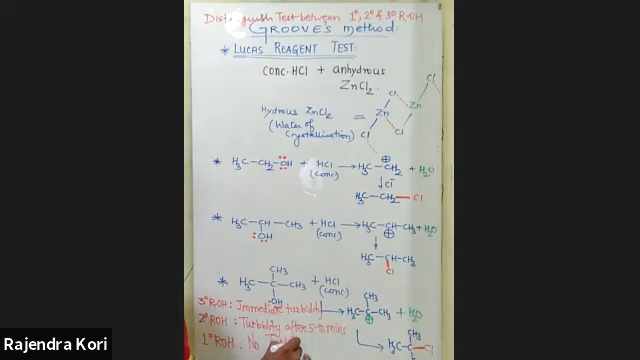 Dist guish Test between 1°, 2° & 3° R-OH
GROOVE'S method:
* LUCAS REAGENT TEST:
conc. HCl + anhydrous
ZnCl2.
Hydrous ZnCl2 =
(Water of
Crystallisation)
Cl Zn Cl Zn Cl Cl
* H3C-CH2-ÖH + HCl (conc) → H3C-CH2 ⊕ + H2O
↓ Cl⁻
H3C-CH2-Cl
* H3C-CH-CH3 + HCl (conc) → H3C-CH-CH3 + H2O
:OH ⊕
↓
H3C-CH-CH3
Cl
* CH3
H3C-C-CH3 + HCl (conc)
:OH
CH3
→ H3C-C-CH3 + H2O
⊕
3° ROH: Immediate turbidity
2° ROH: Turbidity after 5-10 mins
1° ROH: No
CH3
H3C-C-Cl
Rajendra Kori